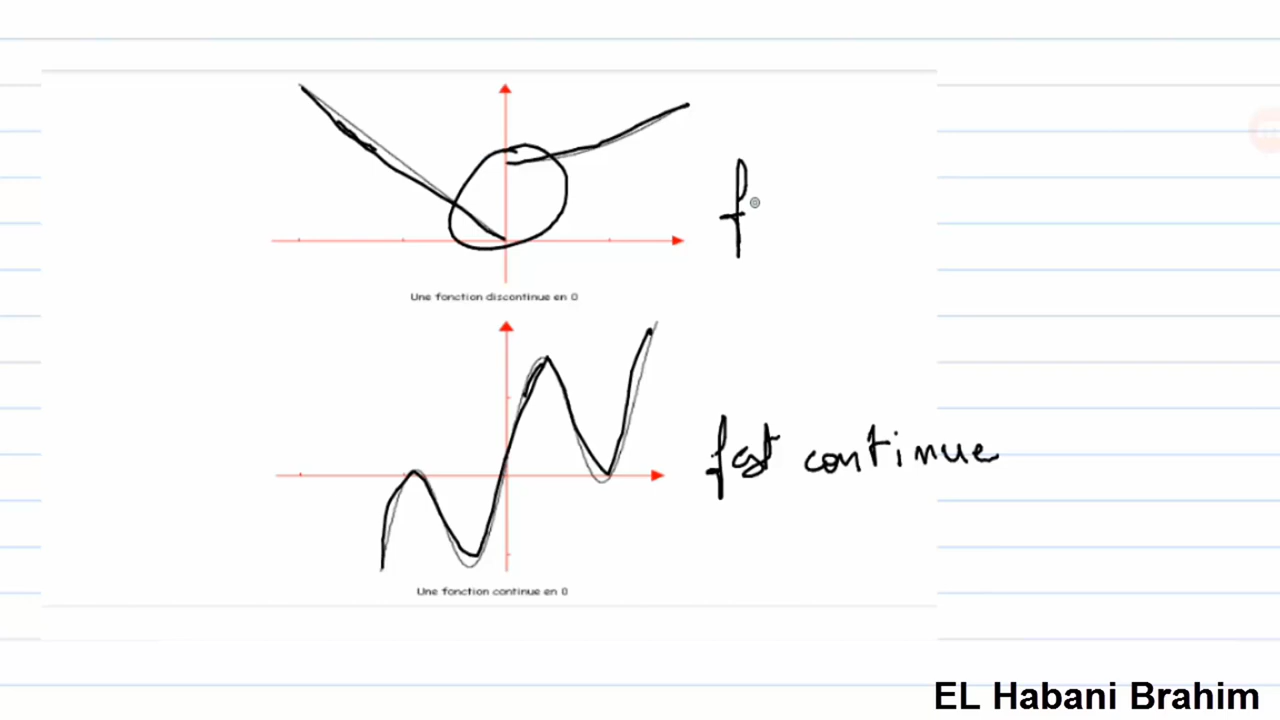 f
Une fonction discontinue en 0
f est continue
Une fonction continue en 0
EL Habani Brahim